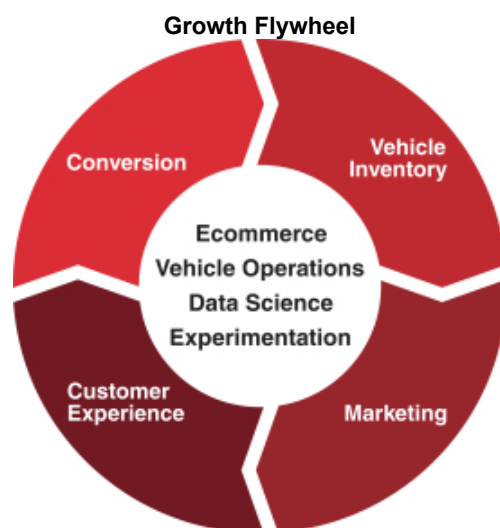 Growth Flywheel
Conversion
Vehicle
Inventory
Ecommerce
Vehicle Operations
Data Science
Experimentation
Customer
Experience
Marketing